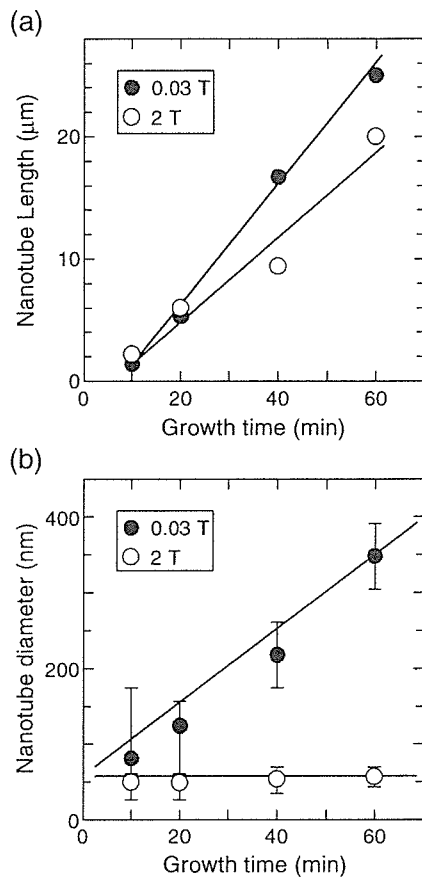 (a)
0.03 T
2 T
Nanotube Length (μm)
20
10
0
0 20 40 60
Growth time (min)
(b)
0.03 T
2 T
Nanotube diameter (nm)
400
200
0
0 20 40 60
Growth time (min)